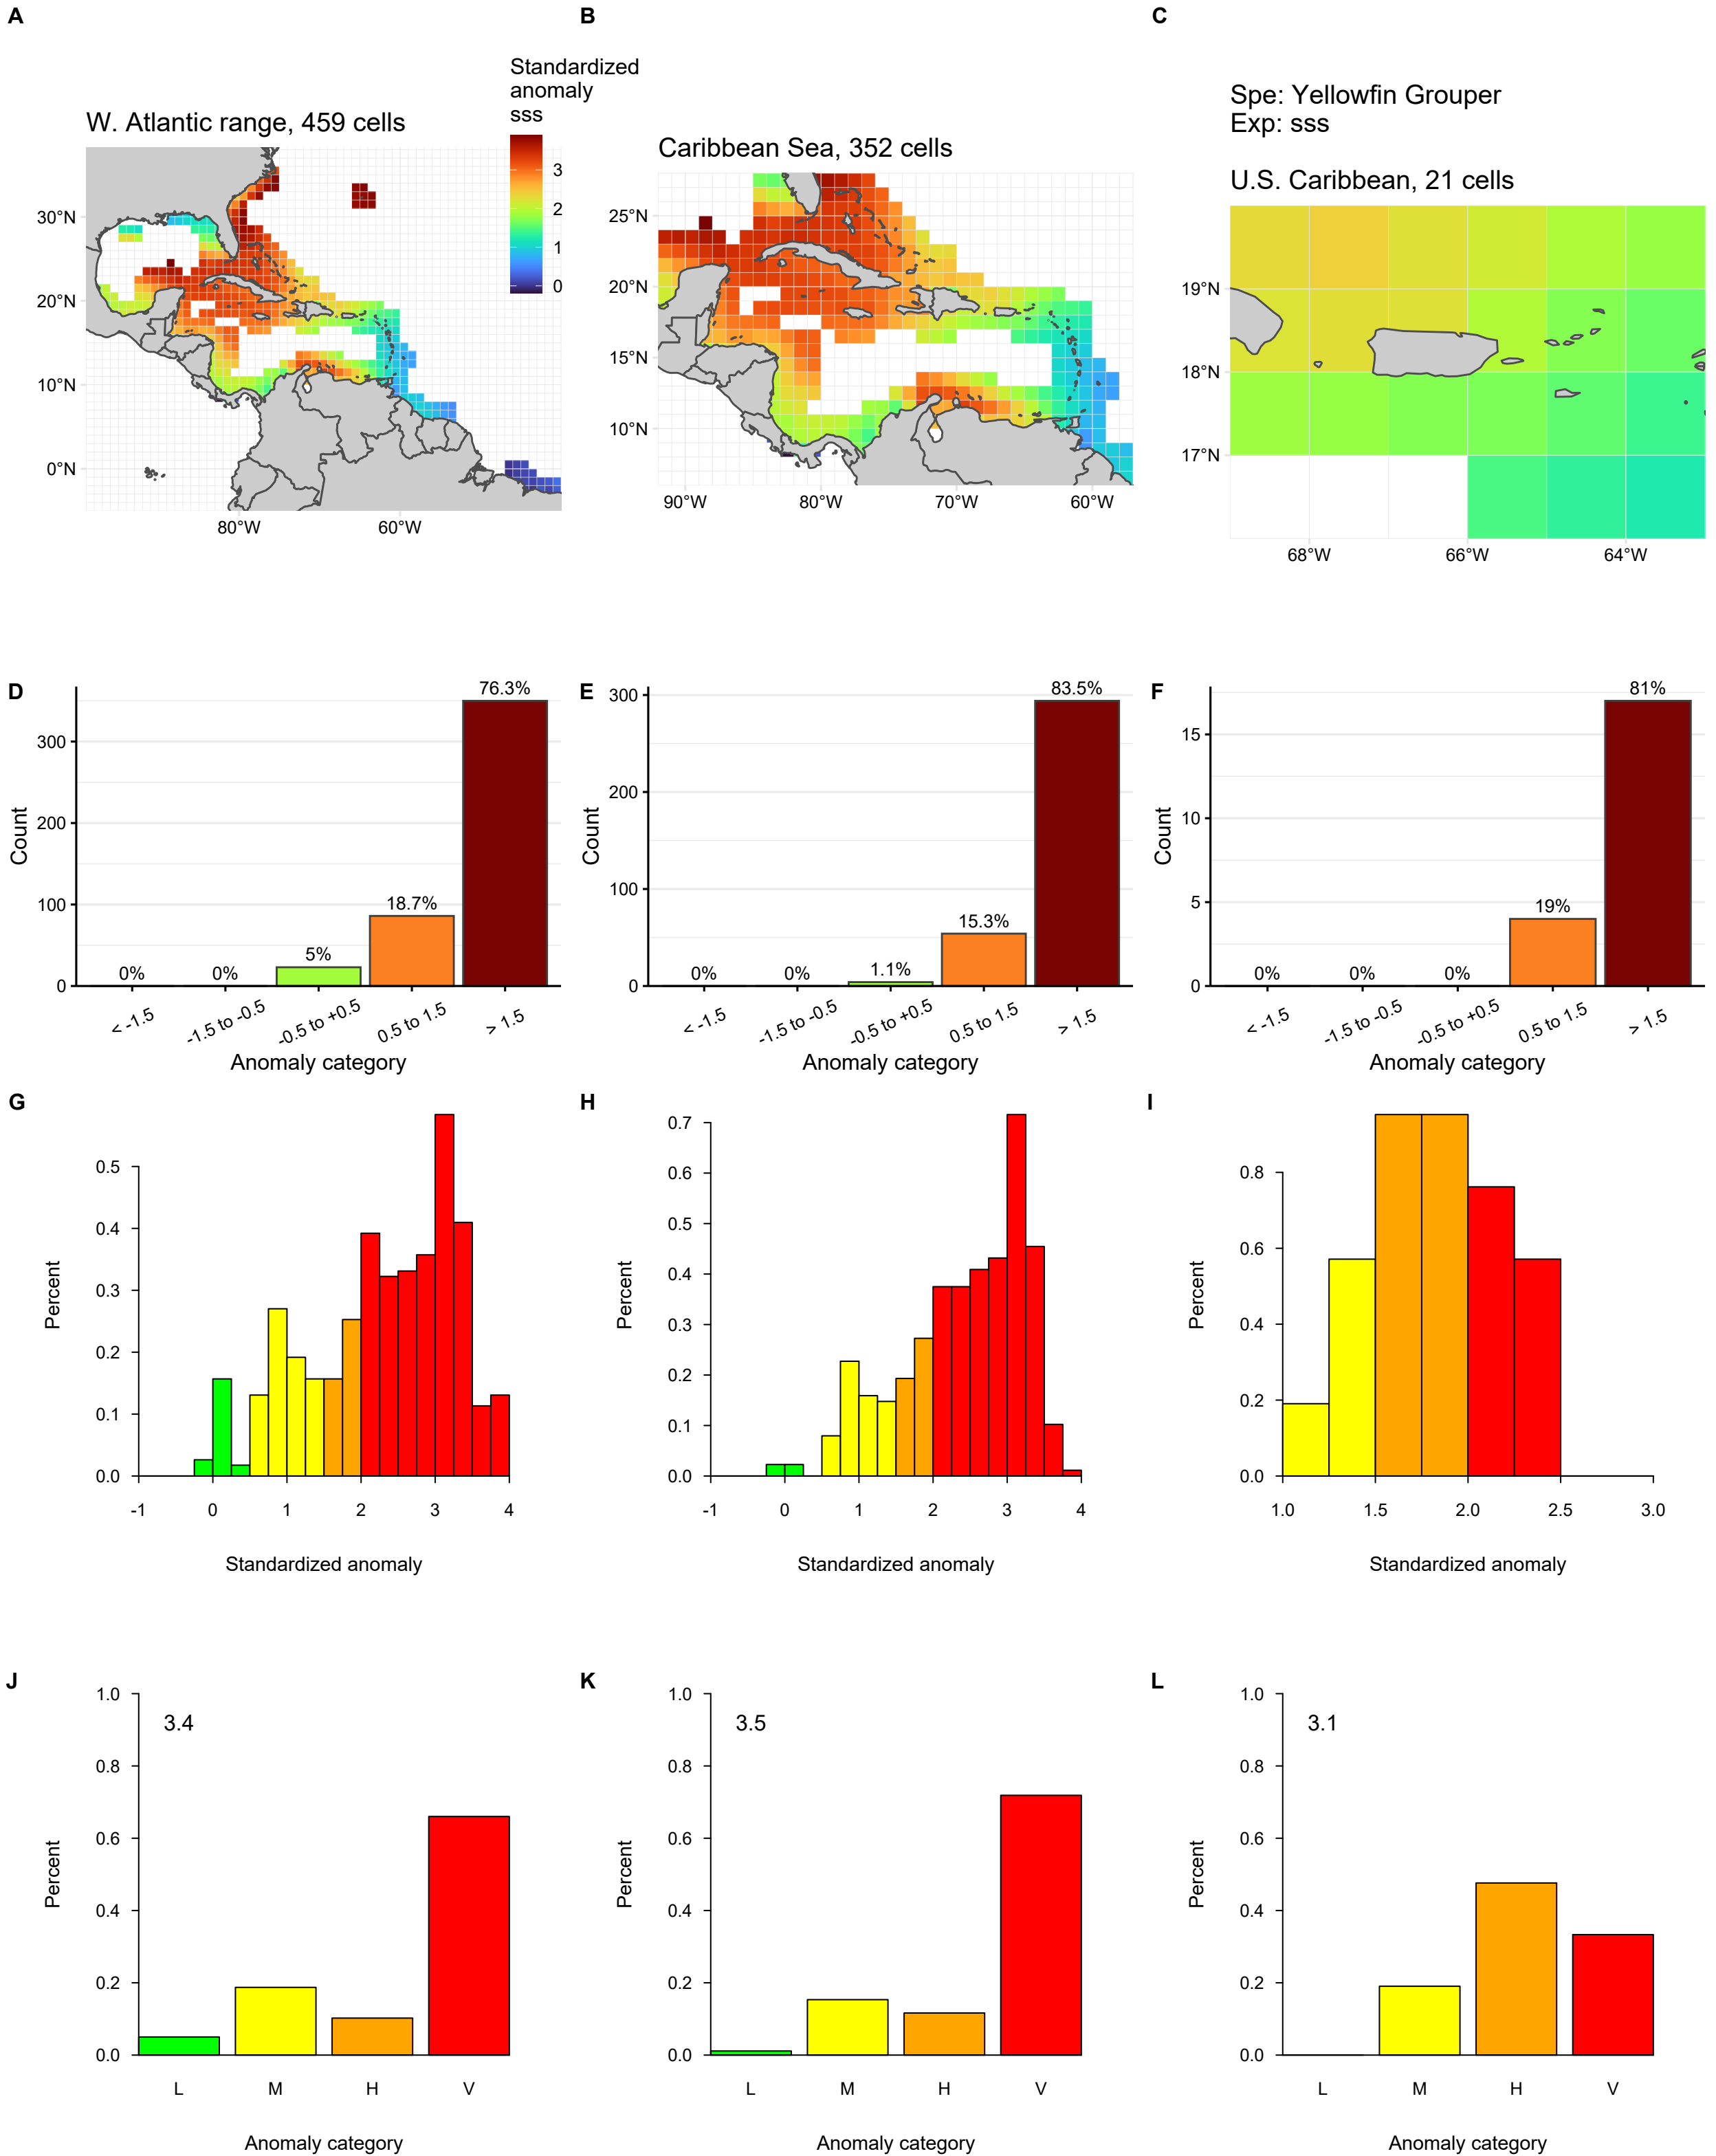 A
B
C
Standardized
anomaly
sss
3
2
1
0
W. Atlantic range, 459 cells
30°N
20°N
10°N
0°N
80°W
60°W
Caribbean Sea, 352 cells
25°N
20°N
15°N
10°N
90°W
80°W
70°W
60°W
Spe: Yellowfin Grouper
Exp: sss
U.S. Caribbean, 21 cells
19°N
18°N
17°N
68°W
66°W
64°W
D
Count
300
200
100
0
0%
0%
5%
18.7%
76.3%
< -1.5
-1.5 to -0.5
-0.5 to +0.5
0.5 to 1.5
> 1.5
Anomaly category
E
Count
300
200
100
0
0%
0%
1.1%
15.3%
83.5%
< -1.5
-1.5 to -0.5
-0.5 to +0.5
0.5 to 1.5
> 1.5
Anomaly category
F
Count
15
10
5
0
0%
0%
0%
19%
81%
< -1.5
-1.5 to -0.5
-0.5 to +0.5
0.5 to 1.5
> 1.5
Anomaly category
G
Percent
0.5
0.4
0.3
0.2
0.1
0.0
-1
0
1
2
3
4
Standardized anomaly
H
Percent
0.7
0.6
0.5
0.4
0.3
0.2
0.1
0.0
-1
0
1
2
3
4
Standardized anomaly
I
Percent
0.8
0.6
0.4
0.2
0.0
1.0
1.5
2.0
2.5
3.0
Standardized anomaly
J
3.4
Percent
1.0
0.8
0.6
0.4
0.2
0.0
L
M
H
V
Anomaly category
K
3.5
Percent
1.0
0.8
0.6
0.4
0.2
0.0
L
M
H
V
Anomaly category
L
3.1
Percent
1.0
0.8
0.6
0.4
0.2
0.0
L
M
H
V
Anomaly category